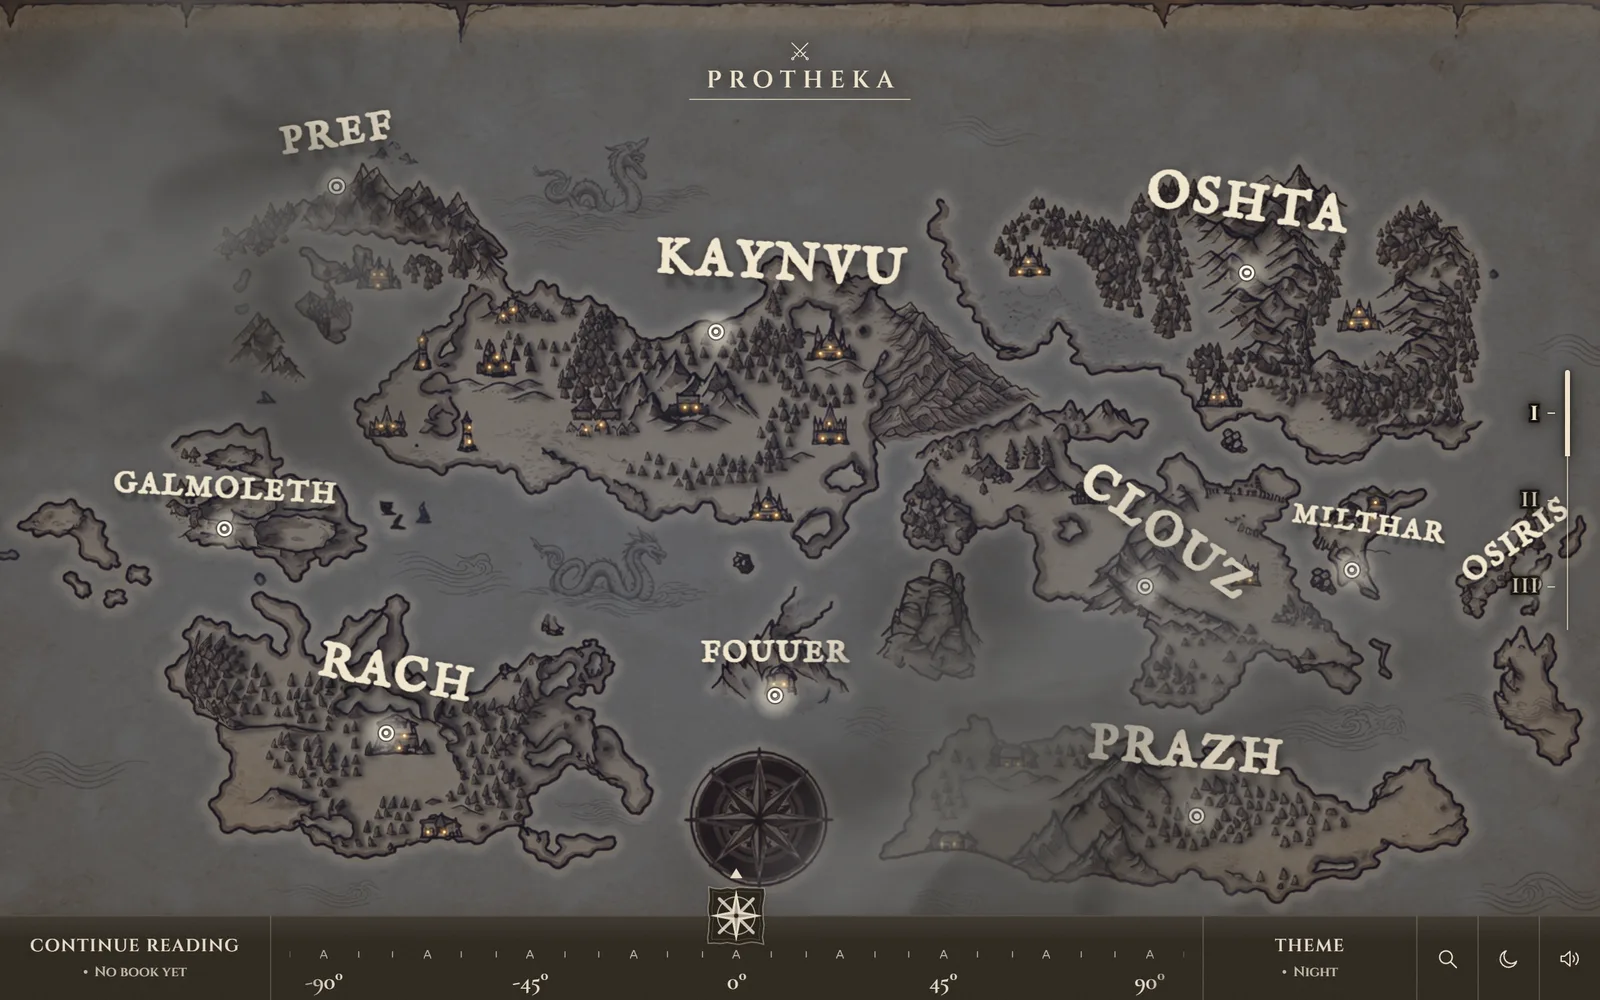 PROTHEKA
PREF
OSHTA
KAYNVU
I
GALMOLETH
CLOUZ
MILTHAR
II
OSIRIS
III
RACH
FOUUER
PRAZH
CONTINUE READING
• NO BOOK YET
A A A A A A A A A
-90° -45° 0° 45° 90°
THEME
• NIGHT